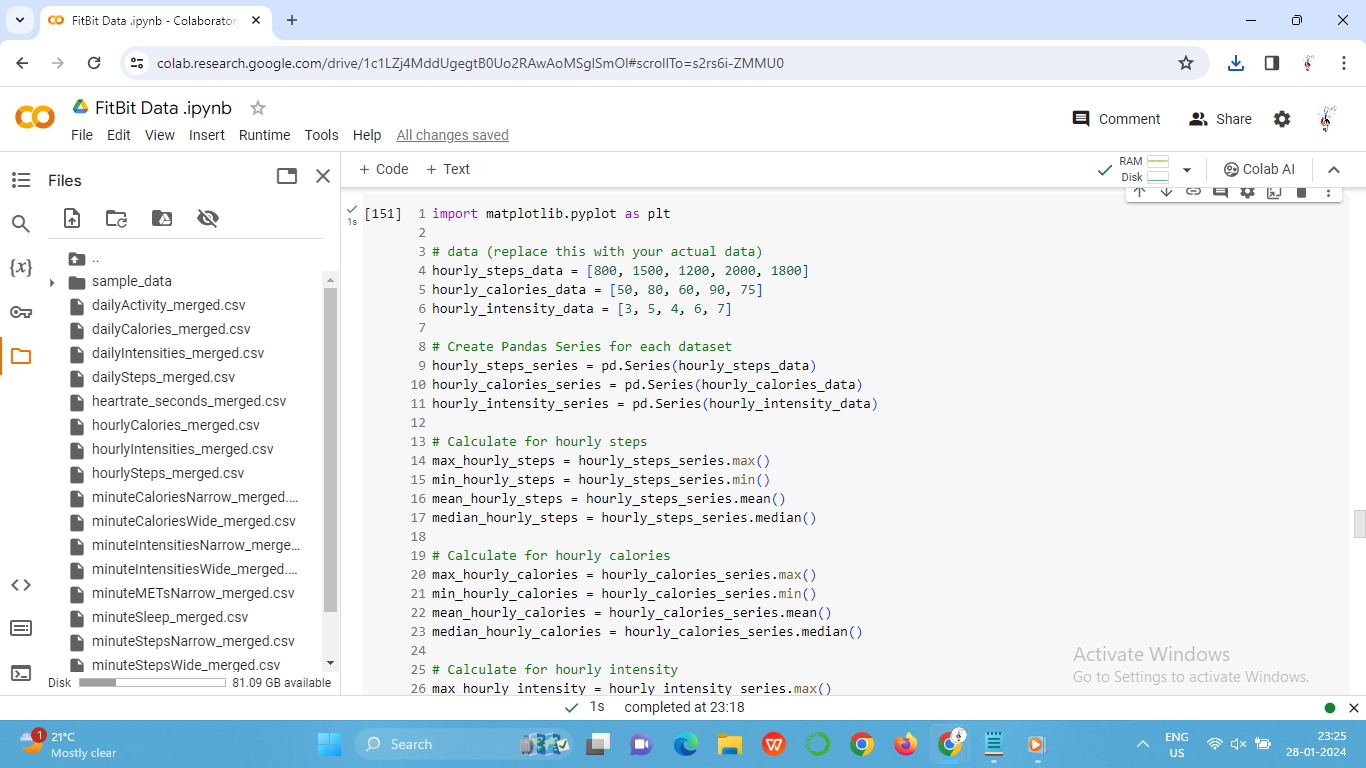 FitBit Data .ipynb - Colaborator
colab.research.google.com/drive/1c1LZj4MddUgegtB0Uo2RAwAoMSglSmOl#scrollTo=s2rs6i-ZMMU0
FitBit Data .ipynb
File Edit View Insert Runtime Tools Help All changes saved
Comment Share
Files
+ Code + Text
RAM
Disk
Colab AI
..
sample_data
dailyActivity_merged.csv
dailyCalories_merged.csv
dailyIntensities_merged.csv
dailySteps_merged.csv
heartrate_seconds_merged.csv
hourlyCalories_merged.csv
hourlyIntensities_merged.csv
hourlySteps_merged.csv
minuteCaloriesNarrow_merged....
minuteCaloriesWide_merged.csv
minuteIntensitiesNarrow_merge...
minuteIntensitiesWide_merged....
minuteMETsNarrow_merged.csv
minuteSleep_merged.csv
minuteStepsNarrow_merged.csv
minuteStepsWide_merged.csv
Disk 81.09 GB available
1s
[151] 1 import matplotlib.pyplot as plt
2
3 # data (replace this with your actual data)
4 hourly_steps_data = [800, 1500, 1200, 2000, 1800]
5 hourly_calories_data = [50, 80, 60, 90, 75]
6 hourly_intensity_data = [3, 5, 4, 6, 7]
7
8 # Create Pandas Series for each dataset
9 hourly_steps_series = pd.Series(hourly_steps_data)
10 hourly_calories_series = pd.Series(hourly_calories_data)
11 hourly_intensity_series = pd.Series(hourly_intensity_data)
12
13 # Calculate for hourly steps
14 max_hourly_steps = hourly_steps_series.max()
15 min_hourly_steps = hourly_steps_series.min()
16 mean_hourly_steps = hourly_steps_series.mean()
17 median_hourly_steps = hourly_steps_series.median()
18
19 # Calculate for hourly calories
20 max_hourly_calories = hourly_calories_series.max()
21 min_hourly_calories = hourly_calories_series.min()
22 mean_hourly_calories = hourly_calories_series.mean()
23 median_hourly_calories = hourly_calories_series.median()
24
25 # Calculate for hourly intensity
26 max_hourly_intensity = hourly_intensity_series.max()
Activate Windows
Go to Settings to activate Windows.
1s completed at 23:18
1
21°C
Mostly clear
Search
ENG
US
23:25
28-01-2024